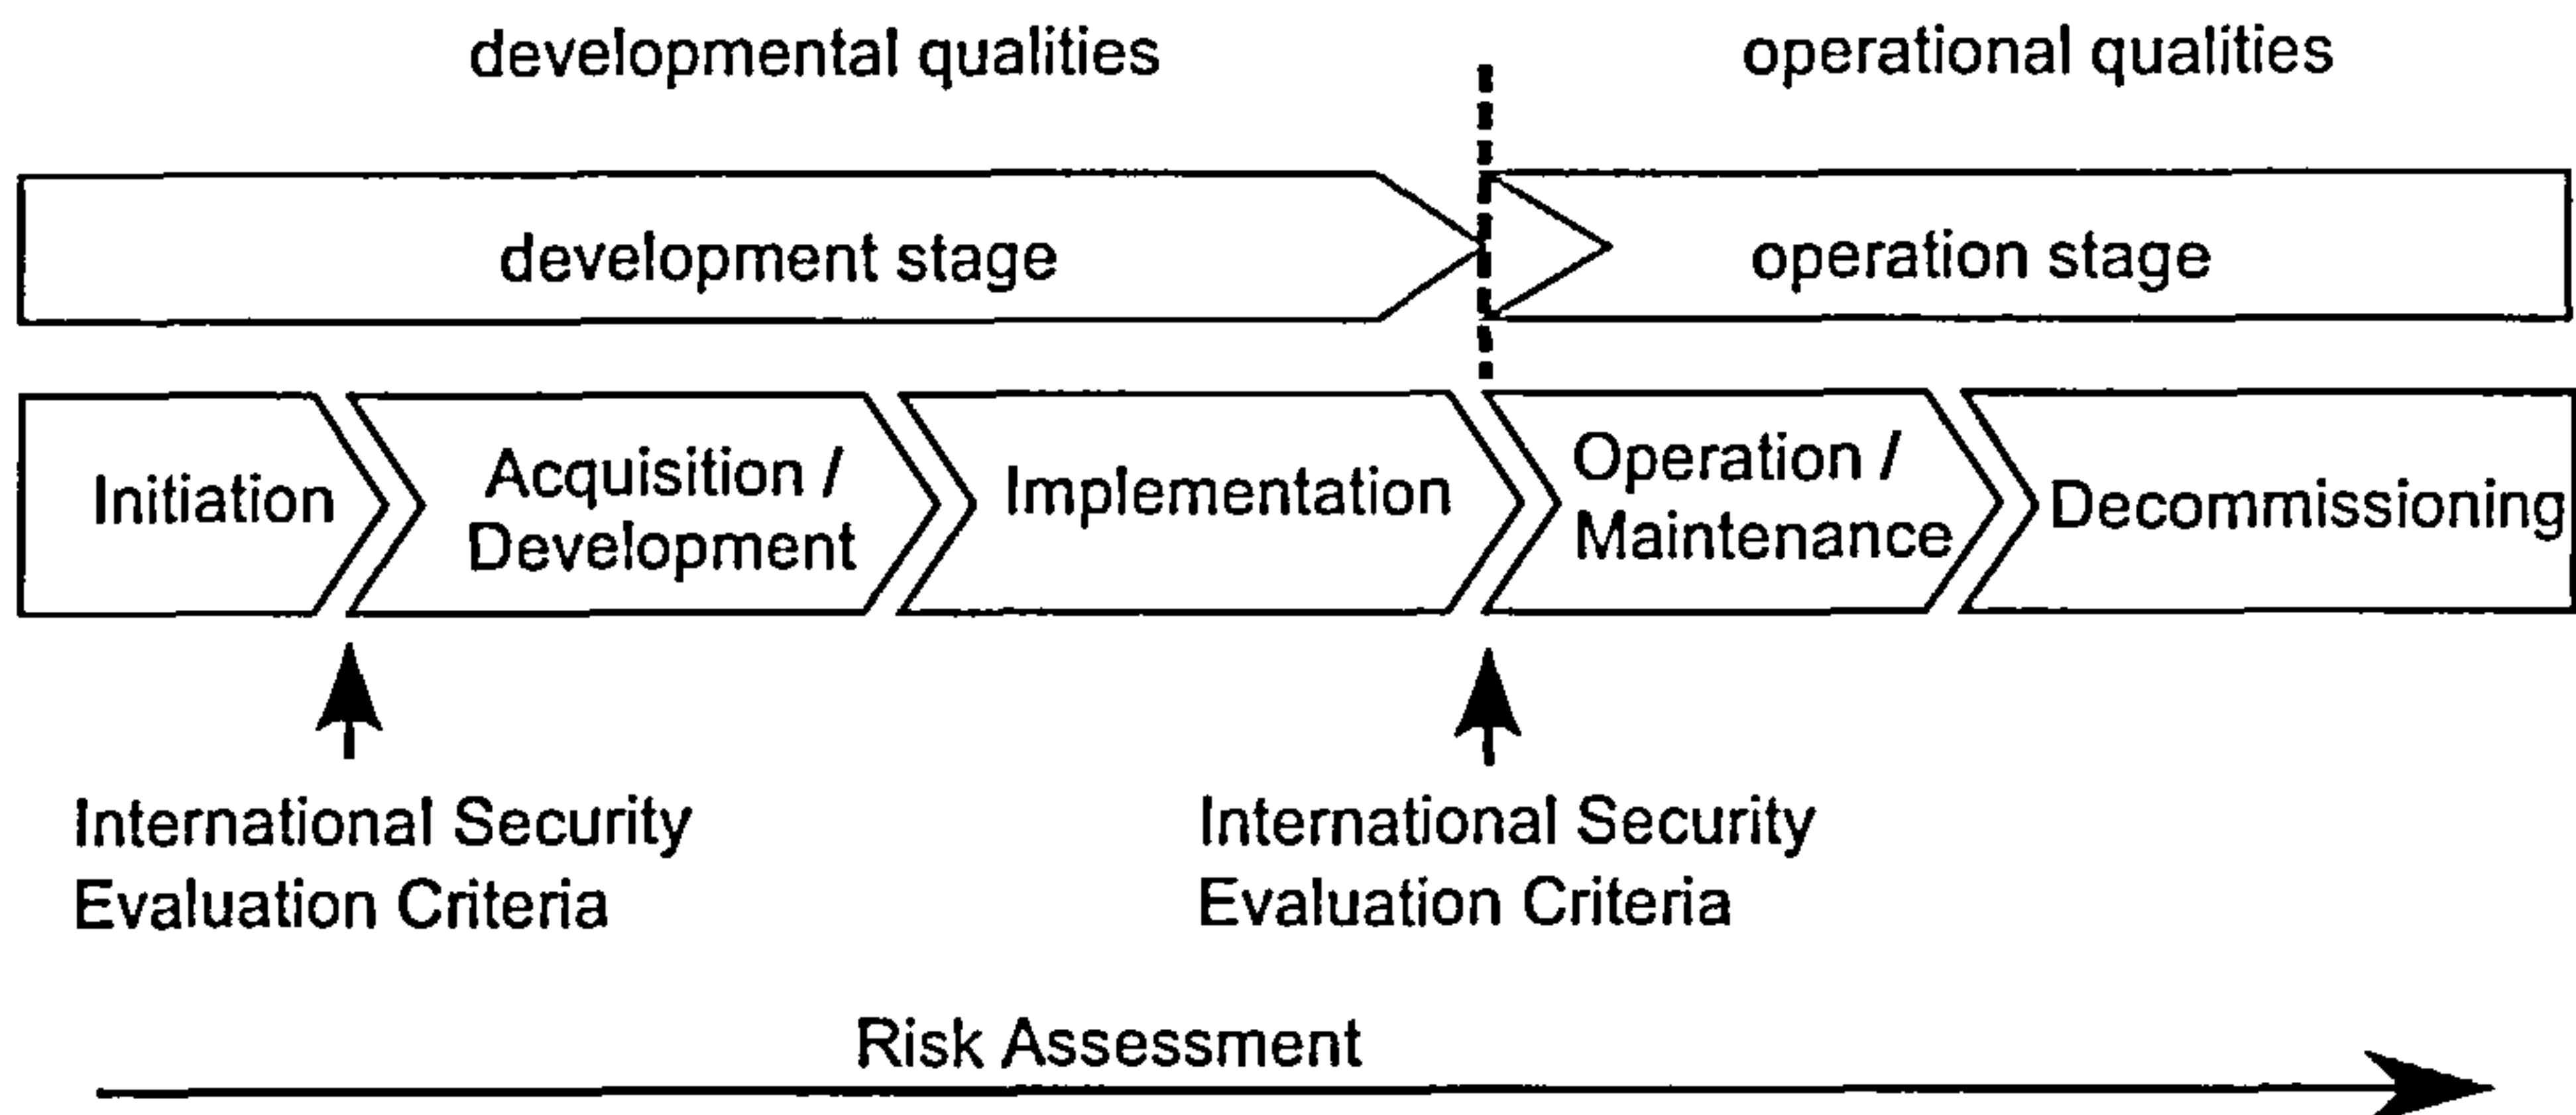 developmental qualities
operational qualities
development stage
operation stage
Initiation
Acquisition /
Development
Implementation
Operation /
Maintenance
Decommissioning
International Security
Evaluation Criteria
International Security
Evaluation Criteria
Risk Assessment